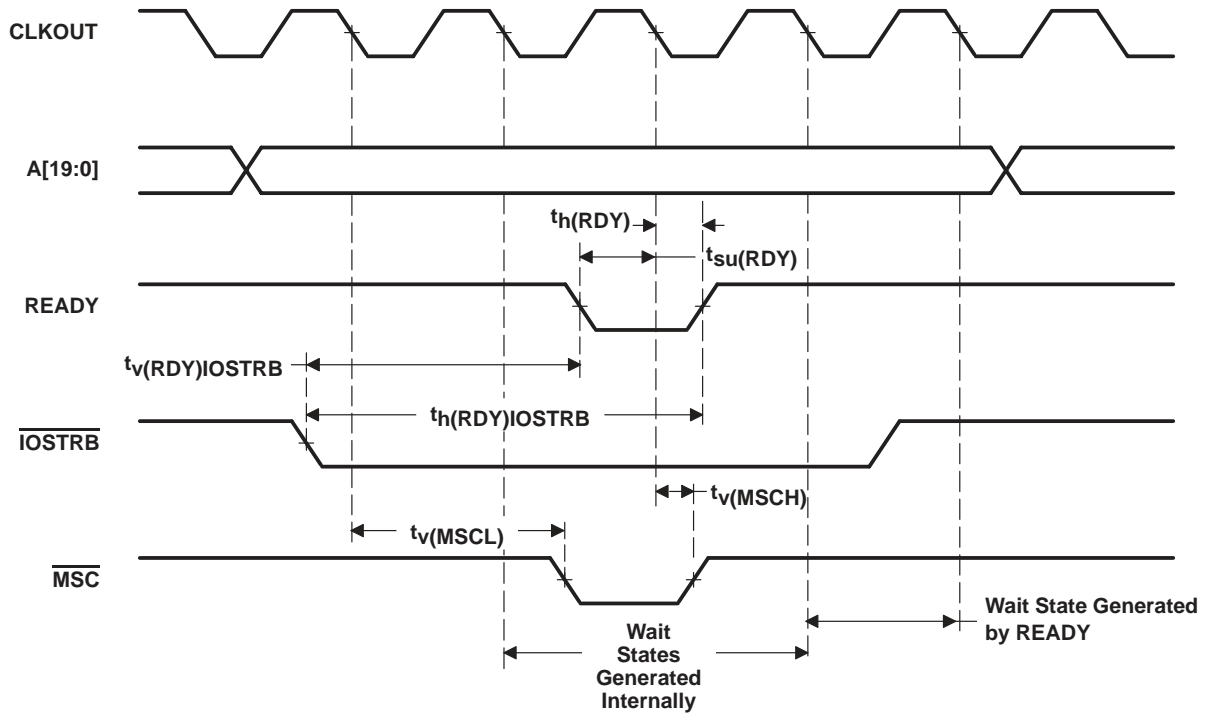 CLKOUT
A[19:0]
th(RDY)
tsu(RDY)
READY
tv(RDY)IOSTRB
th(RDY)IOSTRB
IOSTRB
tv(MSCH)
tv(MSCL)
MSC
Wait State Generated
by READY
Wait
States
Generated
Internally